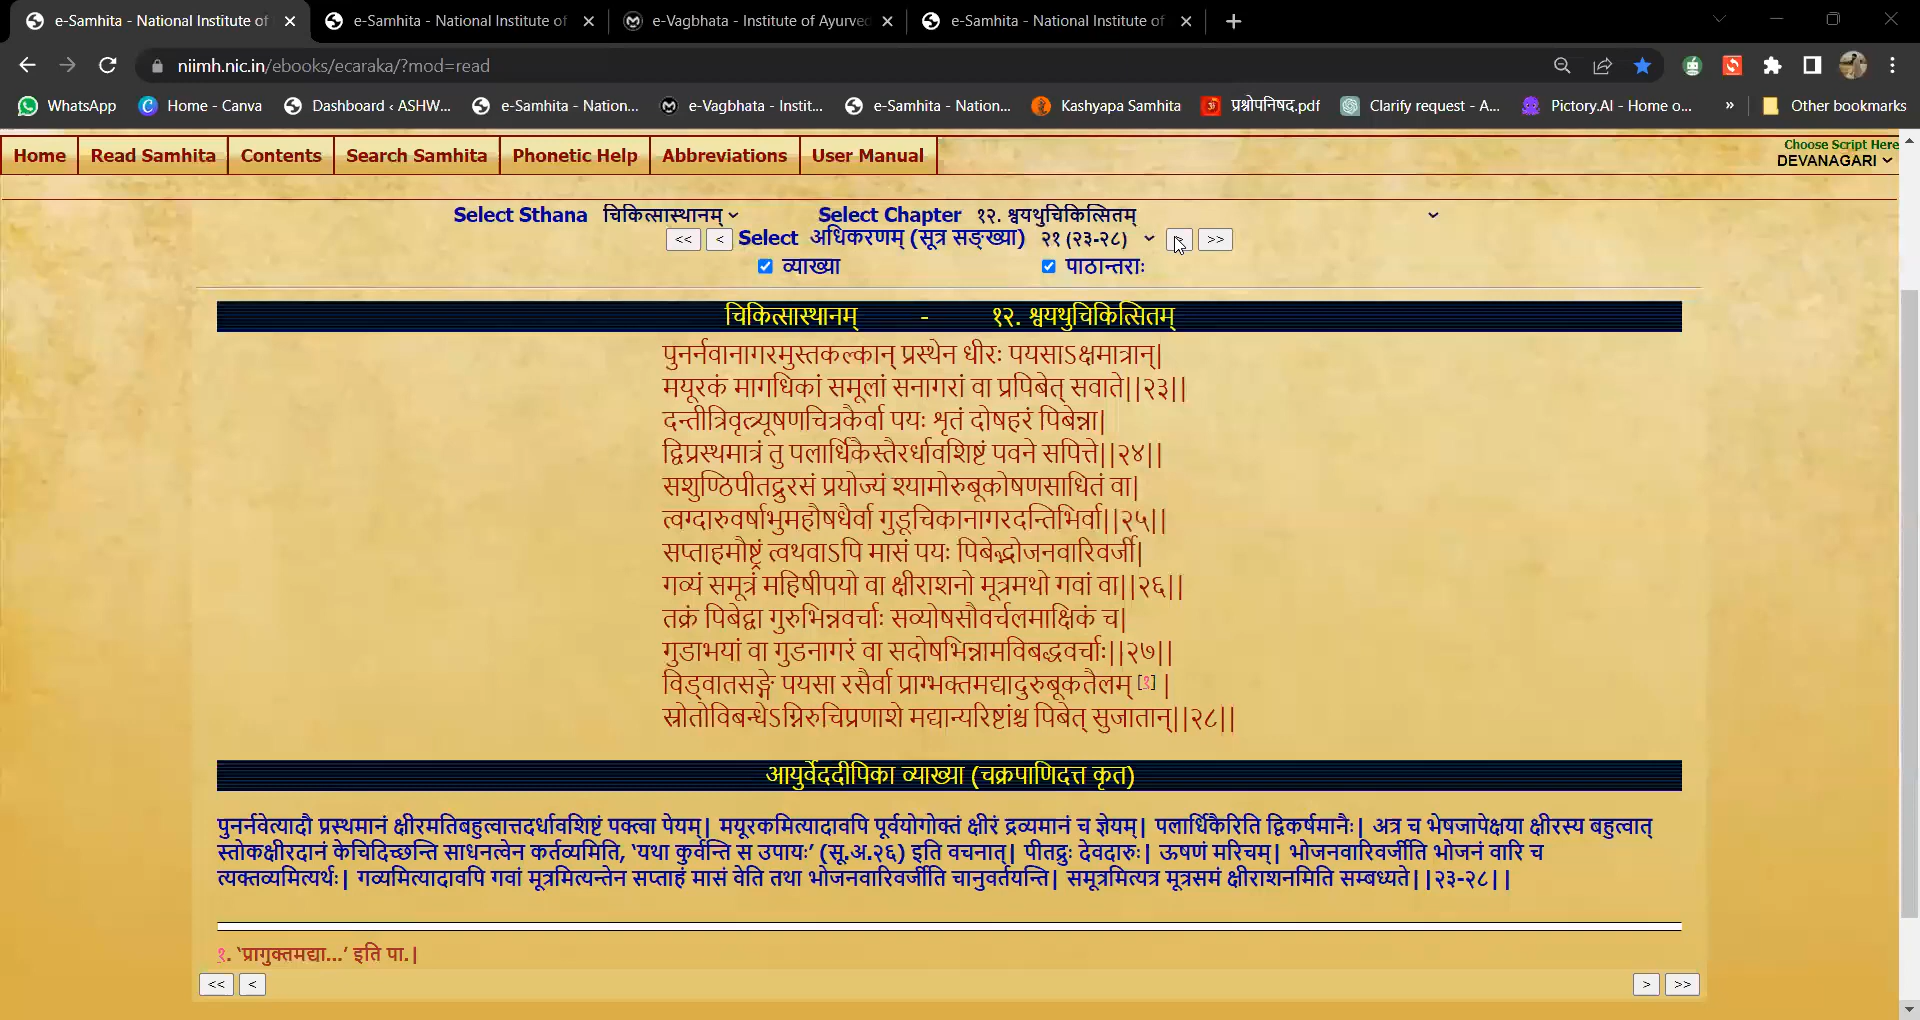 e-Samhita - National Institute of
e-Samhita - National Institute of
e-Vagbhata - Institute of Ayurve
e-Samhita - National Institute of
niimh.nic.in/ebooks/ecaraka/?mod=read
WhatsApp
Home - Canva
Dashboard ‹ ASHW...
e-Samhita - Nation...
e-Vagbhata - Instit...
e-Samhita - Nation...
Kashyapa Samhita
प्रश्नोपनिषद.pdf
Clarify request - A...
Pictory.AI - Home o...
»
Other bookmarks
Home
Read Samhita
Contents
Search Samhita
Phonetic Help
Abbreviations
User Manual
Choose Script Here
DEVANAGARI
Select Sthana चिकित्सास्थानम् Select Chapter १२. श्वयथुचिकित्सितम्
<< < Select अधिकरणम् (सूत्र सङ्ख्या) २१ (२३-२८) > >>
व्याख्या पाठान्तराः
चिकित्सास्थानम् - १२. श्वयथुचिकित्सितम्
पुनर्नवानागरमुस्तकल्कान् प्रस्थेन धीरः पयसाऽक्षमात्रान्|
मयूरकं मागधिकां समूलां सनागरां वा प्रपिबेत् सवाते||२३||
दन्तीत्रिवृत्त्र्यूषणचित्रकैर्वा पयः शृतं दोषहरं पिबेन्ना|
द्विप्रस्थमात्रं तु पलार्धिकैस्तैरर्धावशिष्टं पवने सपित्ते||२४||
सशुण्ठिपीतद्रुरसं प्रयोज्यं श्यामोरुबूकोषणसाधितं वा|
त्वग्दारुवर्षाभुमहौषधैर्वा गुडूचिकानागरदन्तिभिर्वा||२५||
सप्ताहमौष्ट्रं त्वथवाऽपि मासं पयः पिबेद्भोजनवारिवर्जी|
गव्यं समूत्रं महिषीपयो वा क्षीराशनो मूत्रमथो गवां वा||२६||
तक्रं पिबेद्वा गुरुभिन्नवर्चाः सव्योषसौवर्चलमाक्षिकं च|
गुडाभयां वा गुडनागरं वा सदोषभिन्नामविबद्धवर्चाः||२७||
विड्वातसङ्गे पयसा रसैर्वा प्राग्भक्तमद्यादुरुबूकतैलम् [१] |
स्रोतोविबन्धेऽग्निरुचिप्रणाशे मद्यान्यरिष्टांश्च पिबेत् सुजातान्||२८||
आयुर्वेददीपिका व्याख्या (चक्रपाणिदत्त कृत)
पुनर्नवेत्यादौ प्रस्थमानं क्षीरमतिबहुत्वात्तदर्धावशिष्टं पक्त्वा पेयम्| मयूरकमित्यादावपि पूर्वयोगोक्तं क्षीरं द्रव्यमानं च ज्ञेयम्| पलार्धिकैरिति द्विकर्षमानैः| अत्र च भेषजापेक्षया क्षीरस्य बहुत्वात्
स्तोकक्षीरदानं केचिदिच्छन्ति साधनत्वेन कर्तव्यमिति, 'यथा कुर्वन्ति स उपायः’ (सू.अ.२६) इति वचनात्| पीतद्रुः देवदारुः| ऊषणं मरिचम्| भोजनवारिवर्जीति भोजनं वारि च
त्यक्तव्यमित्यर्थः| गव्यमित्यादावपि गवां मूत्रमित्यन्तेन सप्ताहं मासं वेति तथा भोजनवारिवर्जीति चानुवर्तयन्ति| समूत्रमित्यत्र मूत्रसमं क्षीराशनमिति सम्बध्यते||२३-२८||
१. 'प्रागुक्तमद्या...’ इति पा.|
<< < > >>